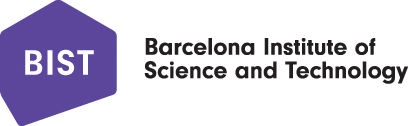 BIST
Barcelona Institute of
Science and Technology